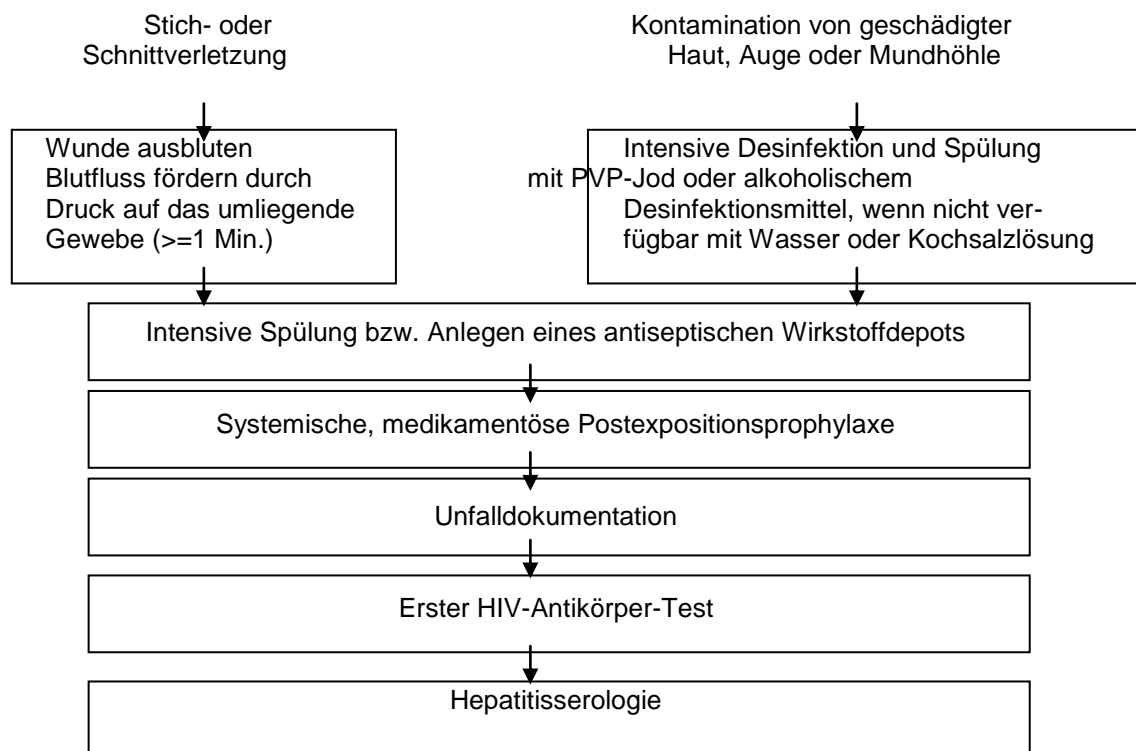 Stich- oder
Schnittverletzung
Kontamination von geschädigter
Haut, Auge oder Mundhöhle
Wunde ausbluten
Blutfluss fördern durch
Druck auf das umliegende
Gewebe (>=1 Min.)
Intensive Desinfektion und Spülung
mit PVP-Jod oder alkoholischem
Desinfektionsmittel, wenn nicht ver-
fügbar mit Wasser oder Kochsalzlösung
Intensive Spülung bzw. Anlegen eines antiseptischen Wirkstoffdepots
Systemische, medikamentöse Postexpositionsprophylaxe
Unfalldokumentation
Erster HIV-Antikörper-Test
Hepatitisserologie